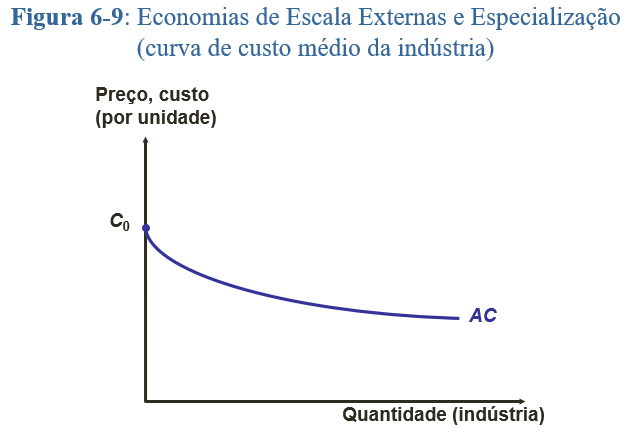 Figura 6-9: Economias de Escala Externas e Especialização
(curva de custo médio da indústria)
Preço, custo
(por unidade)
C0
AC
Quantidade (indústria)